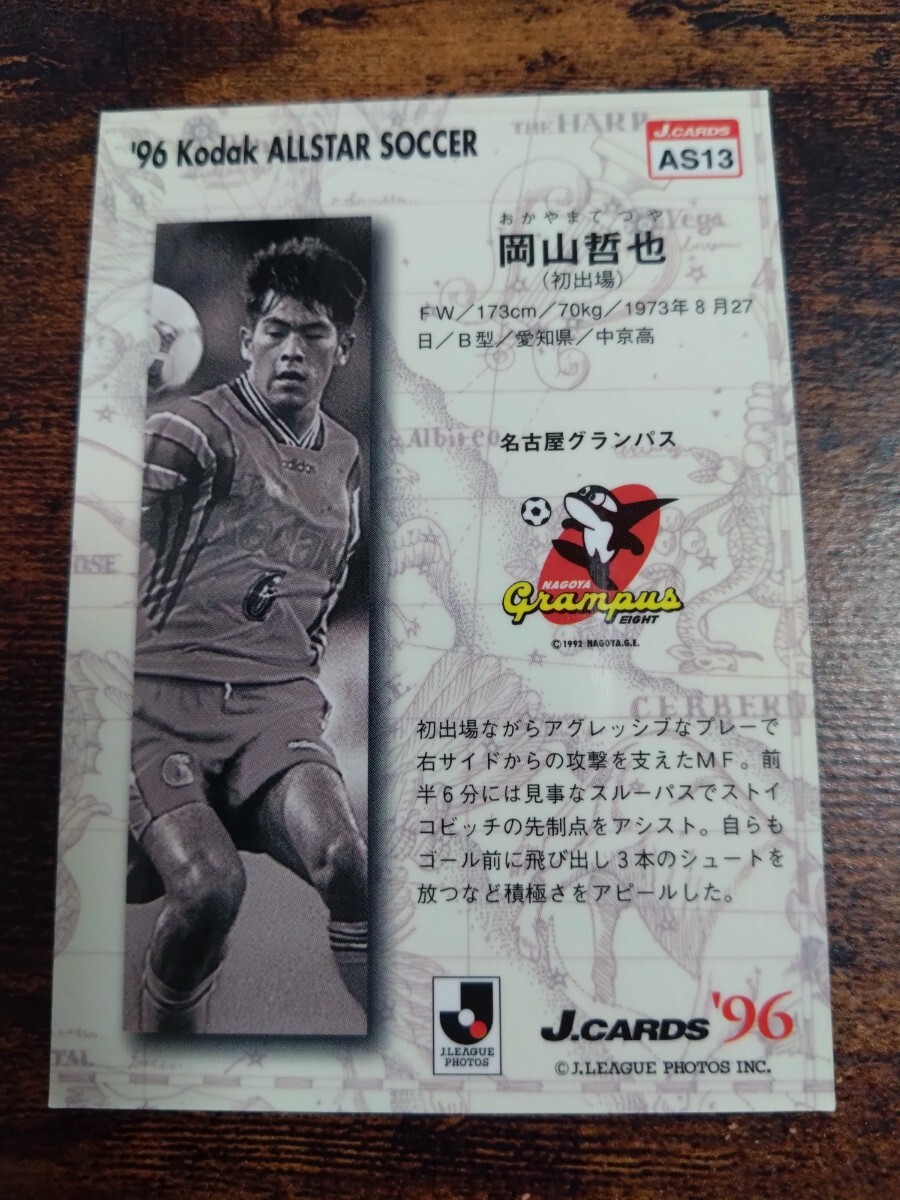 '96 Kodak ALLSTAR SOCCER
THE HARP
J.CARDS
AS13
Vega
おかやまてつや
岡山哲也
(初出場)
FW/173cm/70kg/1973年8月27
日/B型/愛知県/中京高
Albireo
adidas
名古屋グランパス
NAGOYA
Grampus
EIGHT
©1992 NAGOYA.G.E.
初出場ながらアグレッシブなプレーで
右サイドからの攻撃を支えたMF。前
半6分には見事なスルーパスでストイ
コビッチの先制点をアシスト。自らも
ゴール前に飛び出し3本のシュートを
放つなど積極さをアピールした。
J.LEAGUE
PHOTOS
J.CARDS '96
©J.LEAGUE PHOTOS INC.